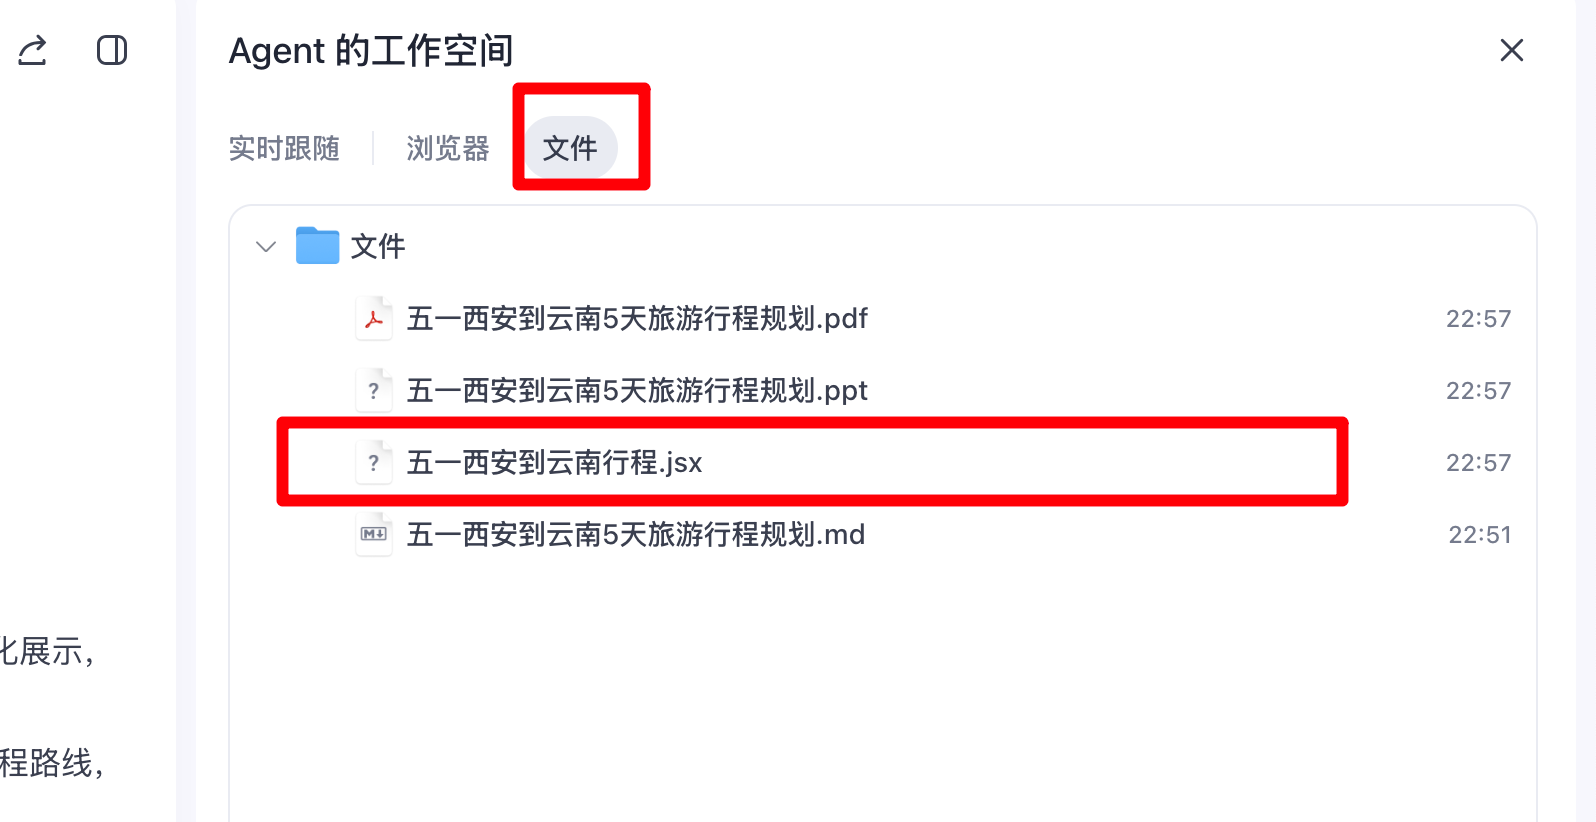 Agent 的工作空间
实时跟随
浏览器
文件
文件
五一西安到云南5天旅游行程规划.pdf
22:57
五一西安到云南5天旅游行程规划.ppt
22:57
五一西安到云南行程.jsx
22:57
五一西安到云南5天旅游行程规划.md
22:51
化展示，
程路线，